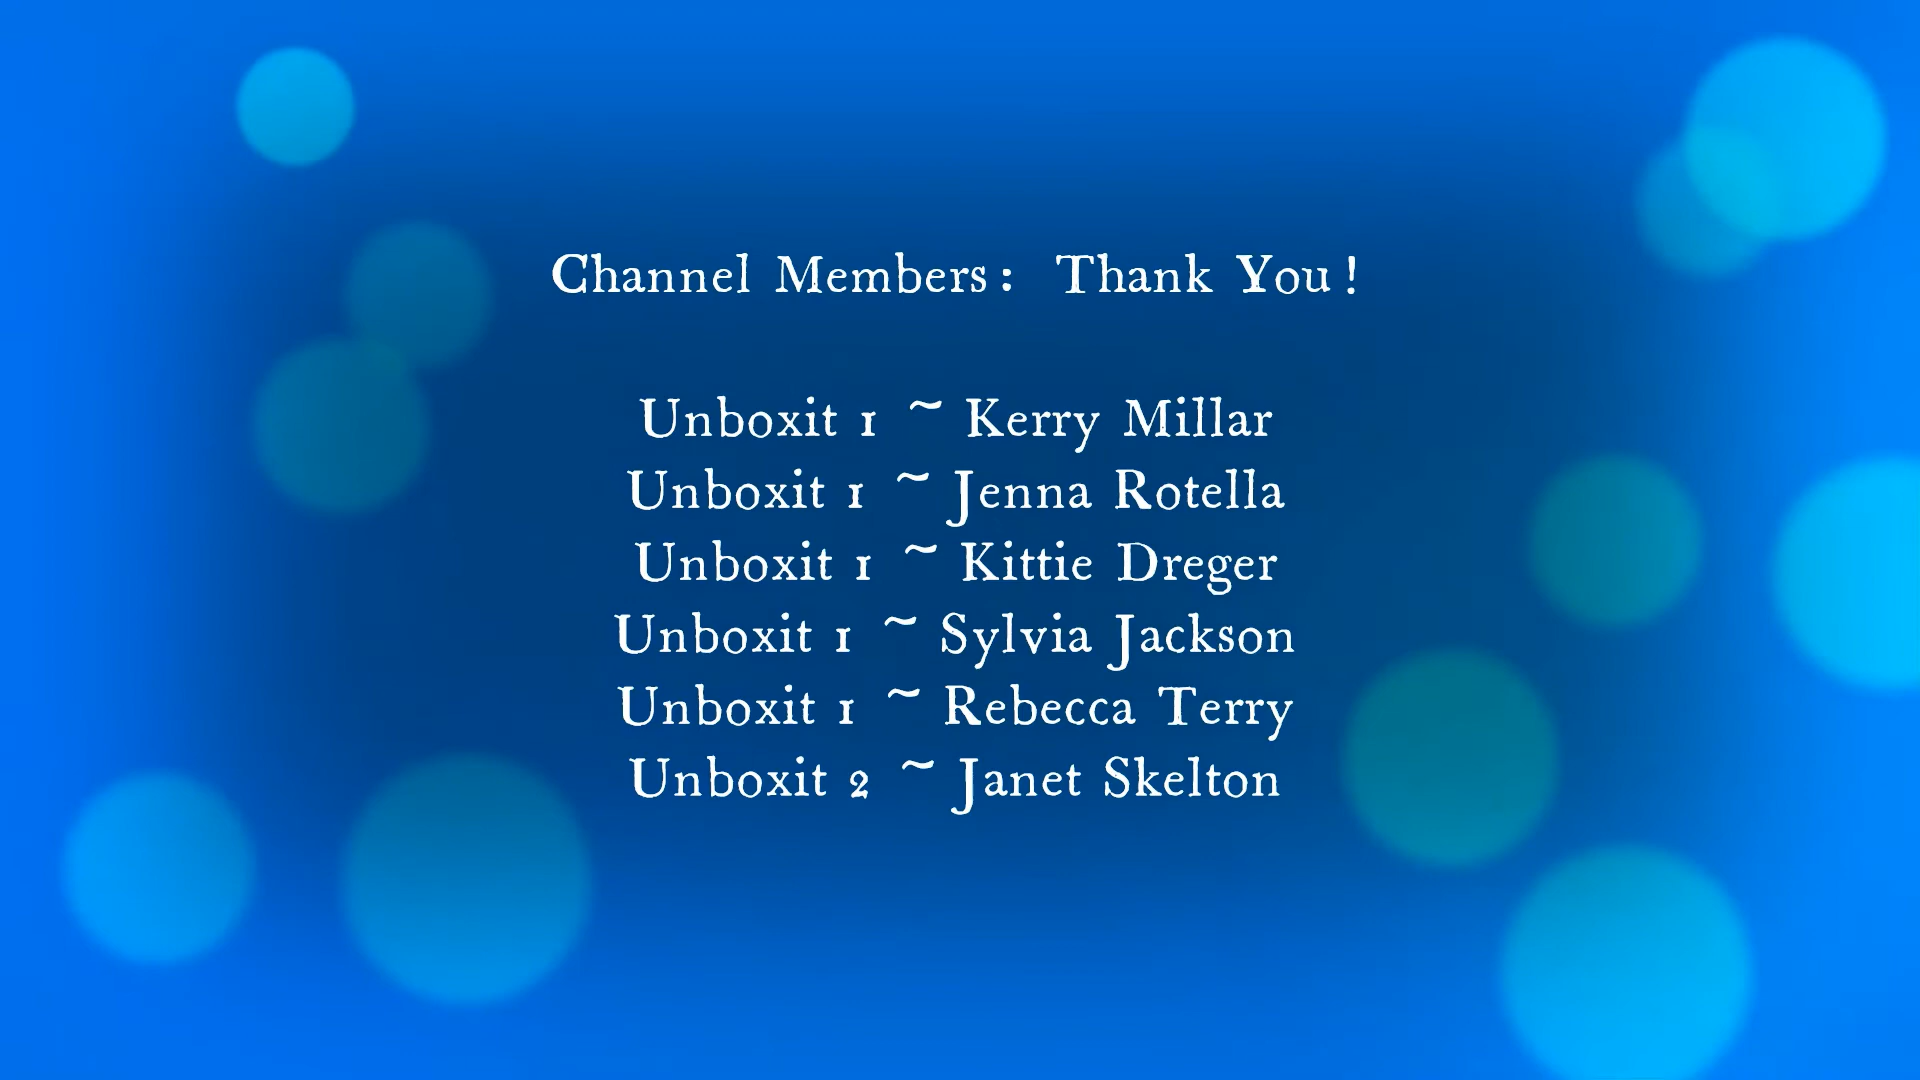 Channel Members: Thank You!
Unboxit 1 ~ Kerry Millar
Unboxit 1 ~ Jenna Rotella
Unboxit 1 ~ Kittie Dreger
Unboxit 1 ~ Sylvia Jackson
Unboxit 1 ~ Rebecca Terry
Unboxit 2 ~ Janet Skelton